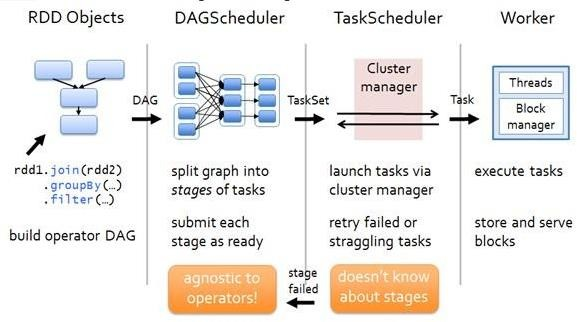 RDD Objects
DAGScheduler
TaskScheduler
Worker
DAG
TaskSet
Cluster
manager
Task
Threads
Block
manager
rdd1.join(rdd2)
.groupBy(…)
.filter(…)
build operator DAG
split graph into
stages of tasks
submit each
stage as ready
launch tasks via
cluster manager
retry failed or
straggling tasks
execute tasks
store and serve
blocks
agnostic to
operators!
stage
failed
doesn't know
about stages